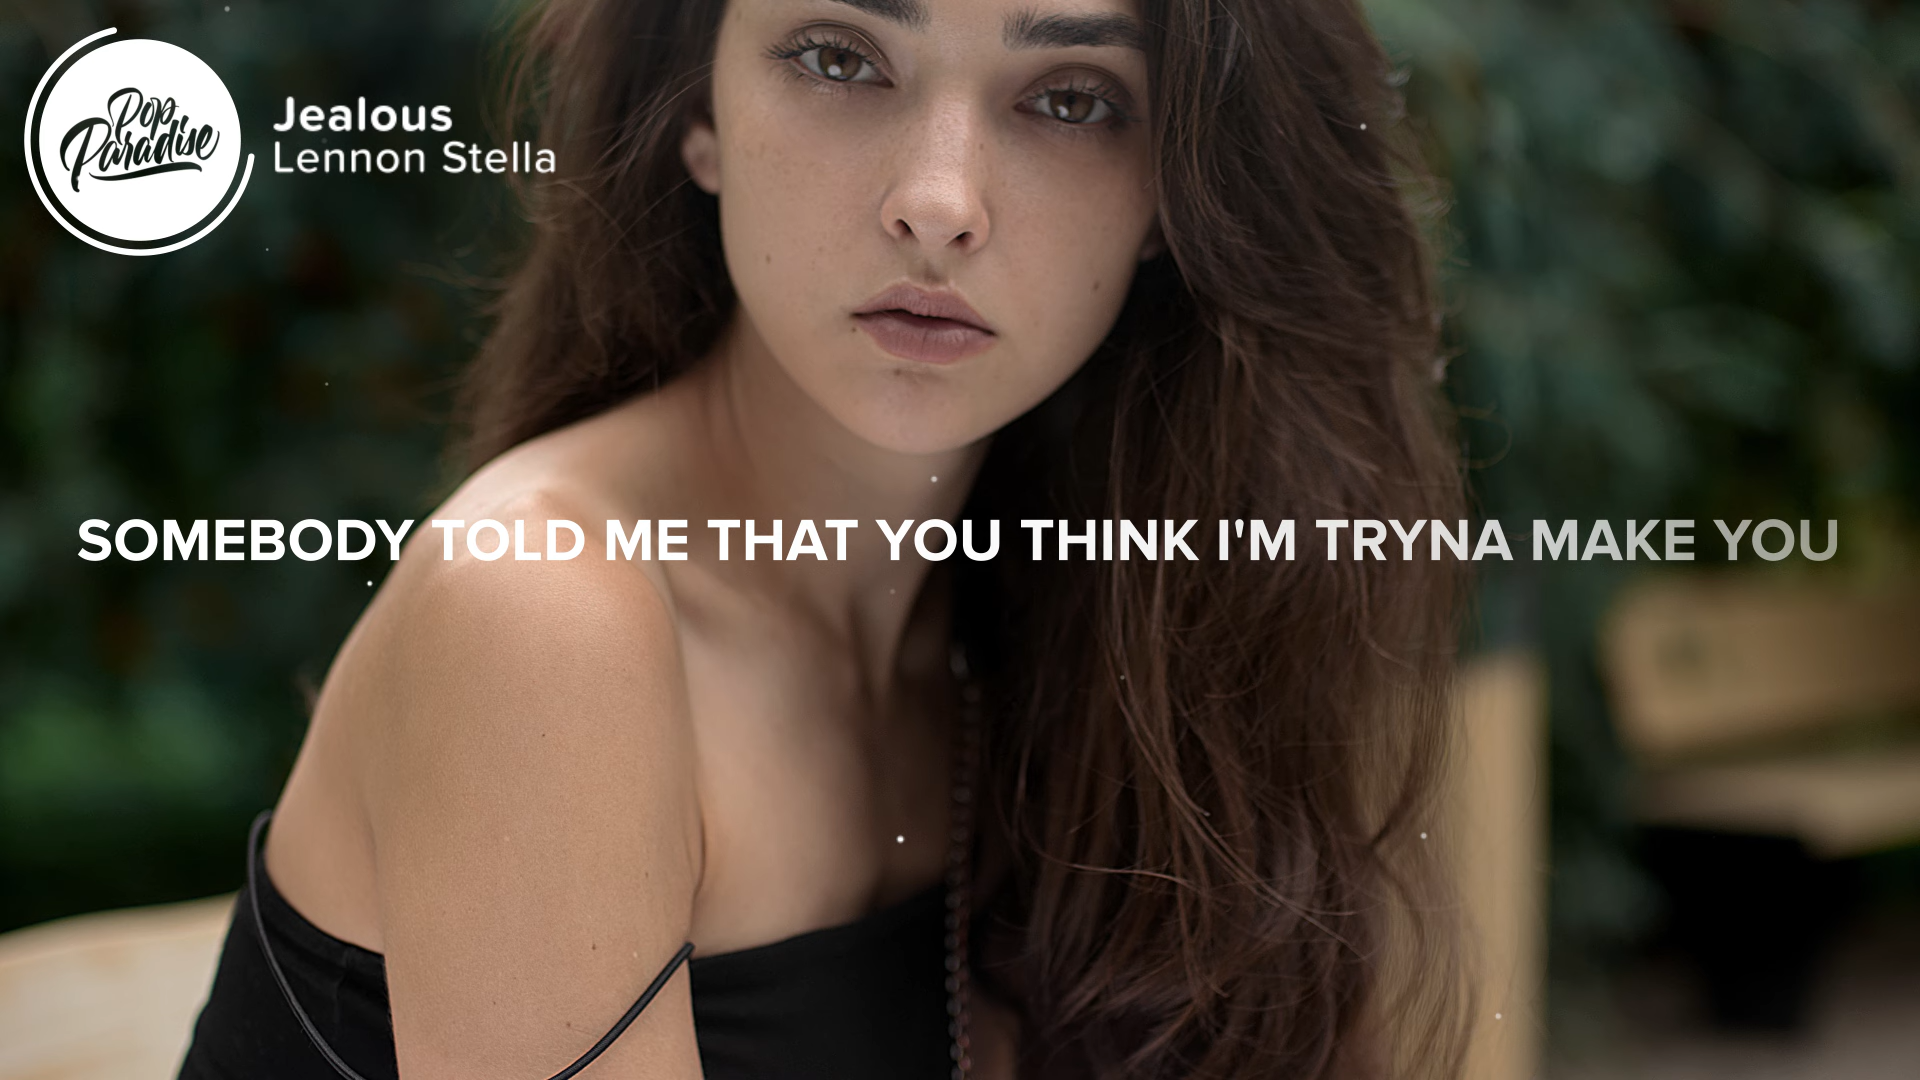 Pop
Paradise
Jealous
Lennon Stella
SOMEBODY TOLD ME THAT YOU THINK I'M TRYNA MAKE YOU